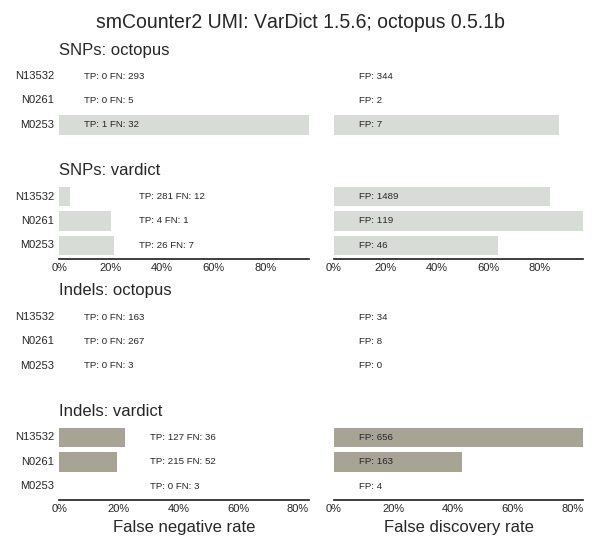 smCounter2 UMI: VarDict 1.5.6; octopus 0.5.1b
SNPs: octopus
N13532 TP: 0 FN: 293 FP: 344
N0261 TP: 0 FN: 5 FP: 2
M0253 TP: 1 FN: 32 FP: 7
SNPs: vardict
N13532 TP: 281 FN: 12 FP: 1489
N0261 TP: 4 FN: 1 FP: 119
M0253 TP: 26 FN: 7 FP: 46
0% 20% 40% 60% 80% 0% 20% 40% 60% 80%
Indels: octopus
N13532 TP: 0 FN: 163 FP: 34
N0261 TP: 0 FN: 267 FP: 8
M0253 TP: 0 FN: 3 FP: 0
Indels: vardict
N13532 TP: 127 FN: 36 FP: 656
N0261 TP: 215 FN: 52 FP: 163
M0253 TP: 0 FN: 3 FP: 4
0% 20% 40% 60% 80% 0% 20% 40% 60% 80%
False negative rate False discovery rate